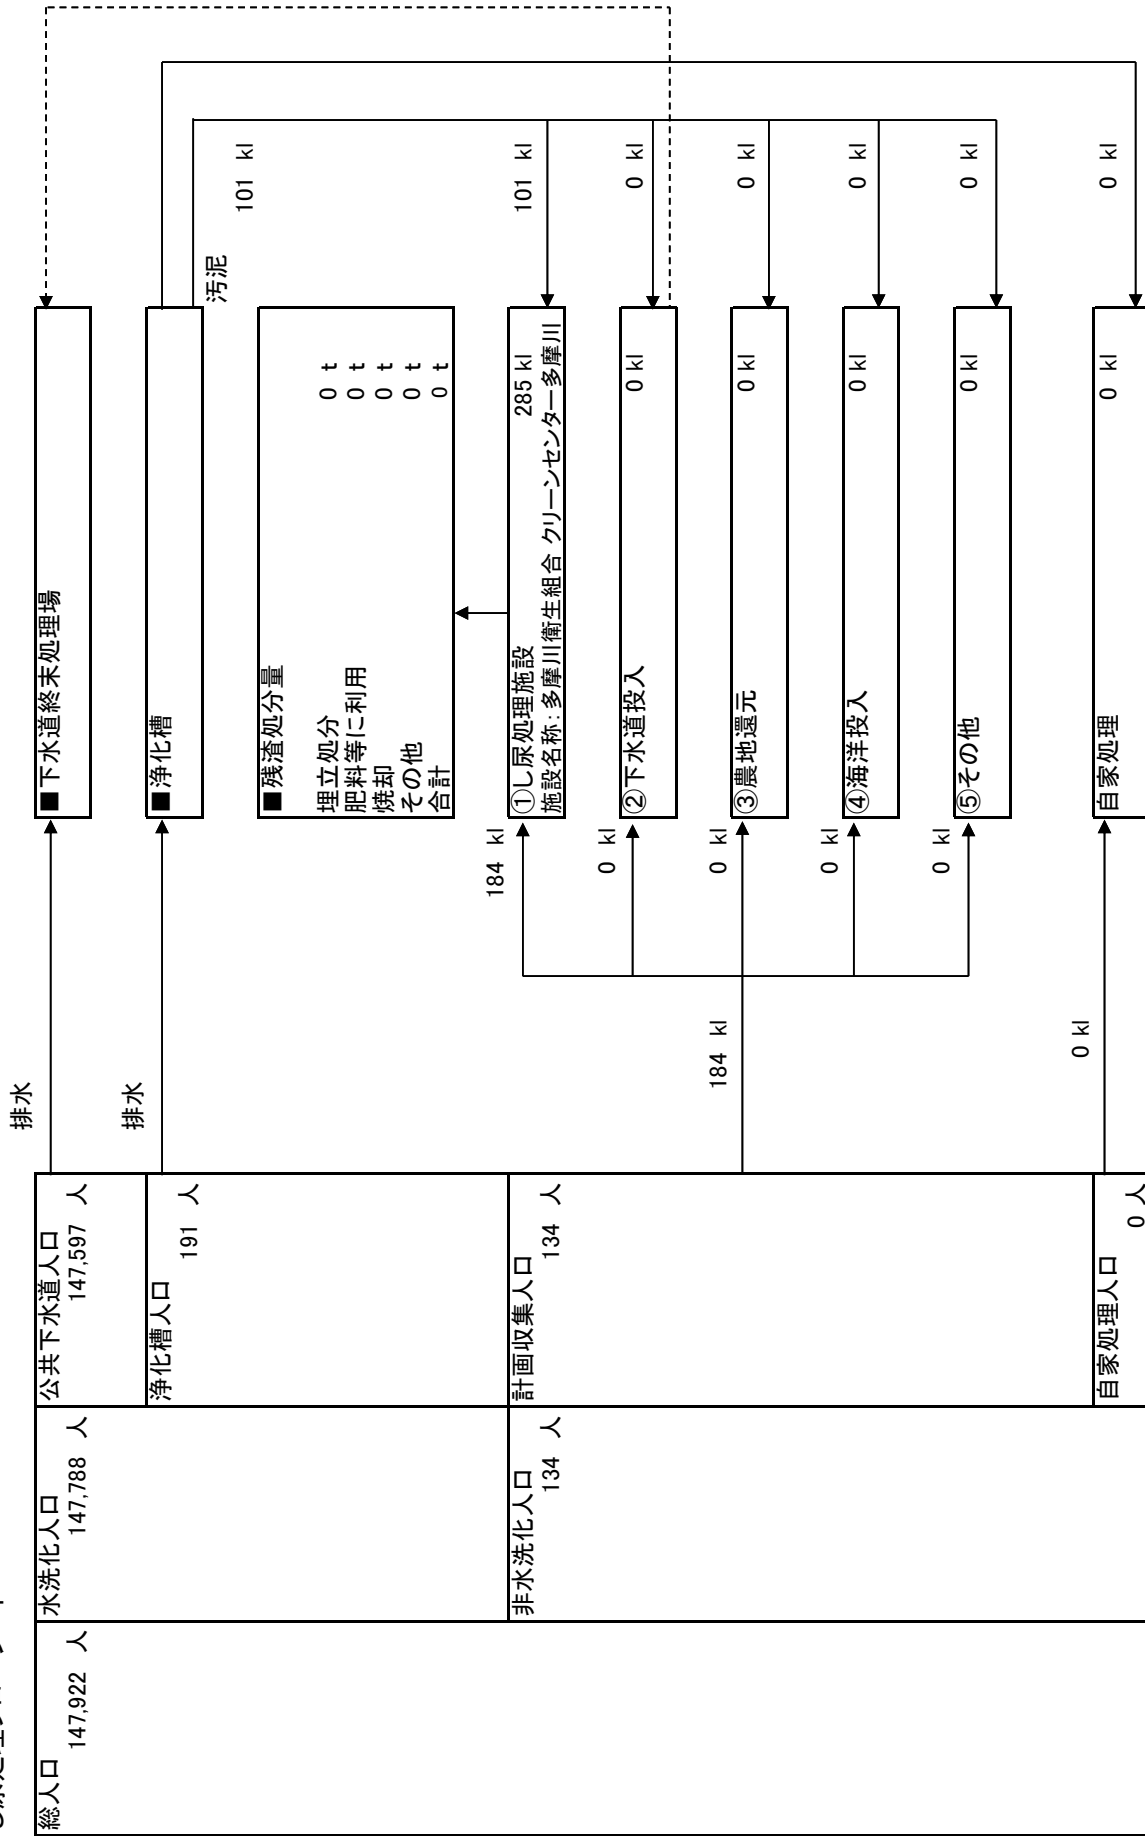 総人口
147,922 人
水洗化人口
147,788 人
公共下水道人口
147,597 人
浄化槽人口
191 人
非水洗化人口
134 人
計画収集人口
134 人
自家処理人口
0 人
排水
排水
184 kl
0 kl
184 kl
0 kl
0 kl
0 kl
0 kl
■下水道終末処理場
■浄化槽
汚泥
101 kl
■残渣処分量
埋立処分 0 t
肥料等に利用 0 t
焼却 0 t
その他 0 t
合計 0 t
①し尿処理施設 285 kl
施設名称:多摩川衛生組合 クリーンセンター多摩川
②下水道投入 0 kl
③農地還元 0 kl
④海洋投入 0 kl
⑤その他 0 kl
自家処理 0 kl
101 kl
0 kl
0 kl
0 kl
0 kl
0 kl